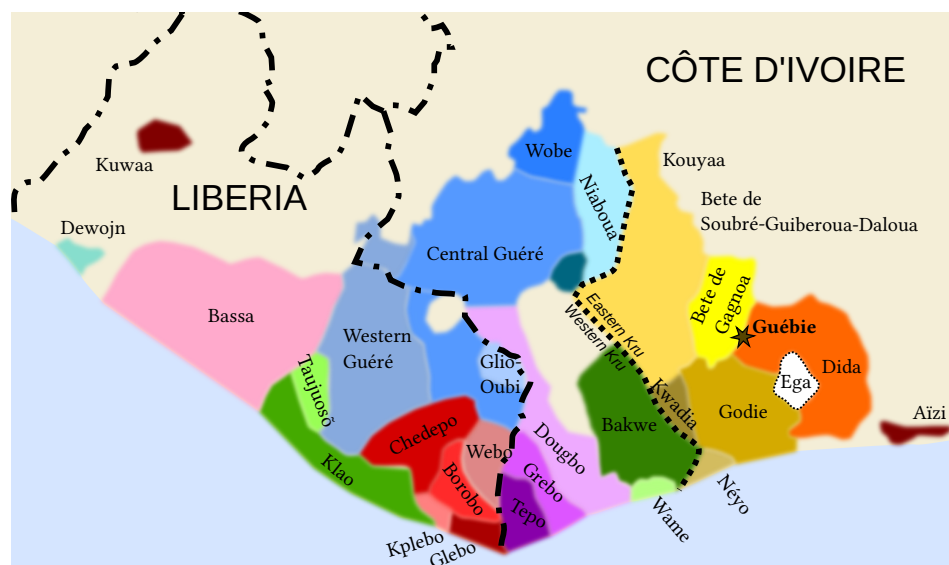 CÔTE D'IVOIRE
Kuwaa
Wobe
Kouyaa
LIBERIA
Niaboua
Bete de
Soubré-Guiberoua-Daloua
Dewojn
Central Guéré
Bete de
Gagnoa
Bassa
Eastern Kru
Western Kru
Guébie
Western
Guéré
Glio-
Oubi
Taujuosõ
Dida
Ega
Kwadia
Godie
Aïzi
Chedepo
Bakwe
Webo
Dougbo
Klao
Borobo
Grebo
Néyo
Tepo
Wame
Kplebo
Glebo